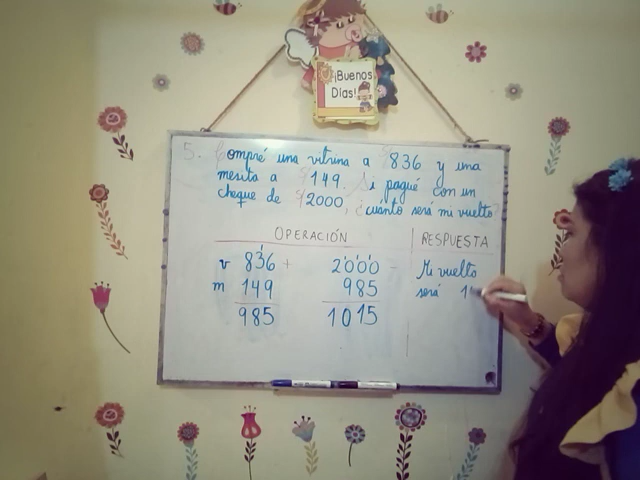 ¡Buenos
Días!
5. Compré una vitrina a $836 y una
mesita a $149. Si pagué con un
cheque de $2000, ¿cuánto será mi vuelto?
OPERACIÓN
RESPUESTA
v 836 +
m 149
985
2000 -
985
1015
Mi vuelto
será 1